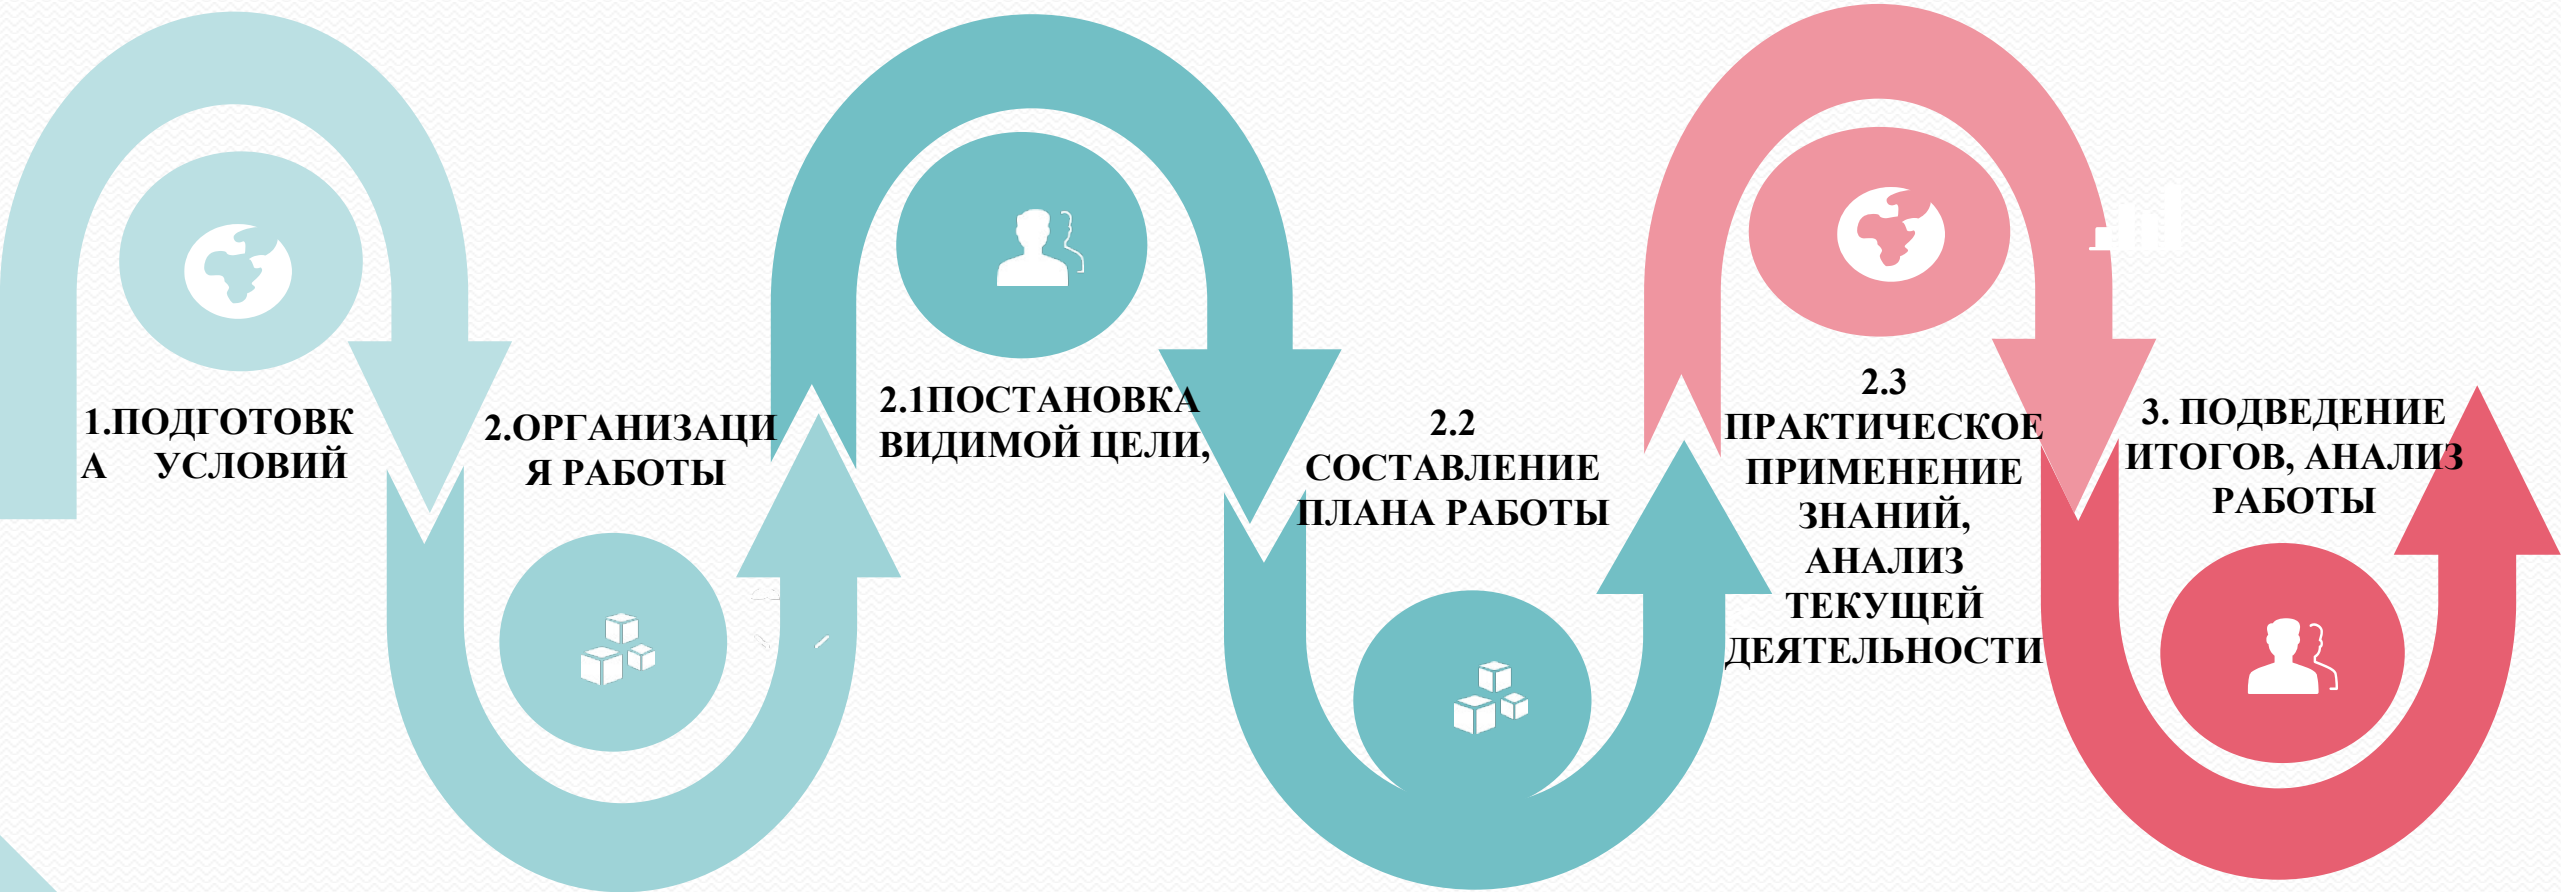 1.ПОДГОТОВК
А УСЛОВИЙ
2.ОРГАНИЗАЦИ
Я РАБОТЫ
2.1ПОСТАНОВКА
ВИДИМОЙ ЦЕЛИ,
2.2
СОСТАВЛЕНИЕ
ПЛАНА РАБОТЫ
2.3
ПРАКТИЧЕСКОЕ
ПРИМЕНЕНИЕ
ЗНАНИЙ,
АНАЛИЗ
ТЕКУЩЕЙ
ДЕЯТЕЛЬНОСТИ
3. ПОДВЕДЕНИЕ
ИТОГОВ, АНАЛИЗ
РАБОТЫ